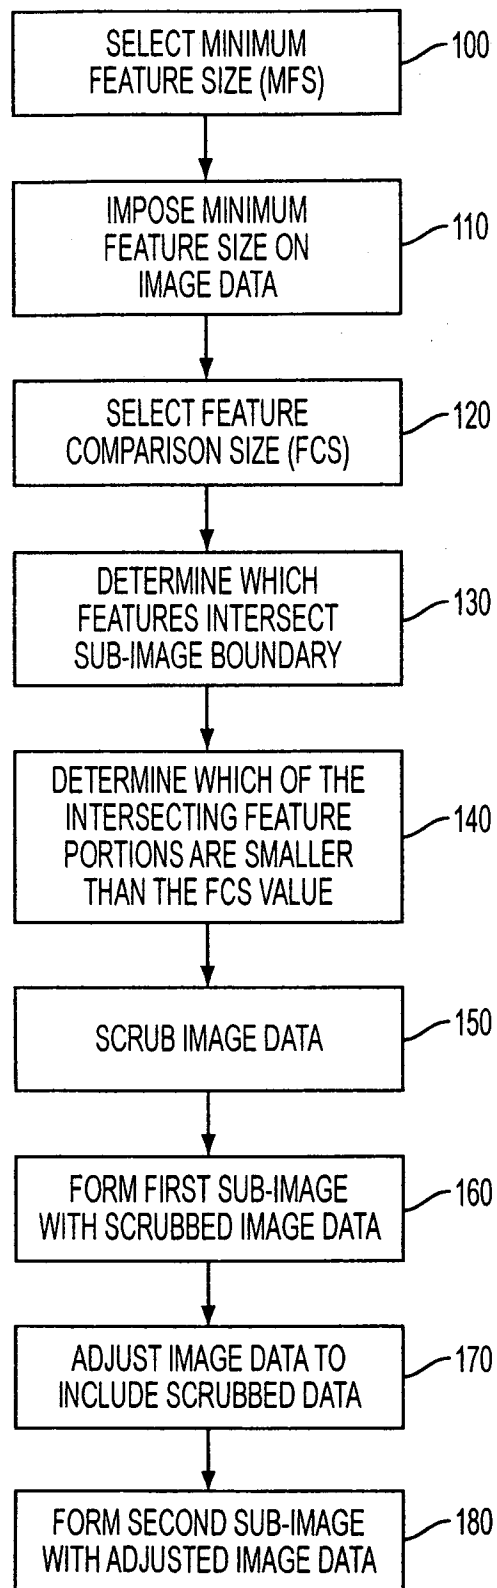 SELECT MINIMUM
FEATURE SIZE (MFS)
100
IMPOSE MINIMUM
FEATURE SIZE ON
IMAGE DATA
110
SELECT FEATURE
COMPARISON SIZE (FCS)
120
DETERMINE WHICH
FEATURES INTERSECT
SUB-IMAGE BOUNDARY
130
DETERMINE WHICH OF THE
INTERSECTING FEATURE
PORTIONS ARE SMALLER
THAN THE FCS VALUE
140
SCRUB IMAGE DATA
150
FORM FIRST SUB-IMAGE
WITH SCRUBBED IMAGE DATA
160
ADJUST IMAGE DATA TO
INCLUDE SCRUBBED DATA
170
FORM SECOND SUB-IMAGE
WITH ADJUSTED IMAGE DATA
180